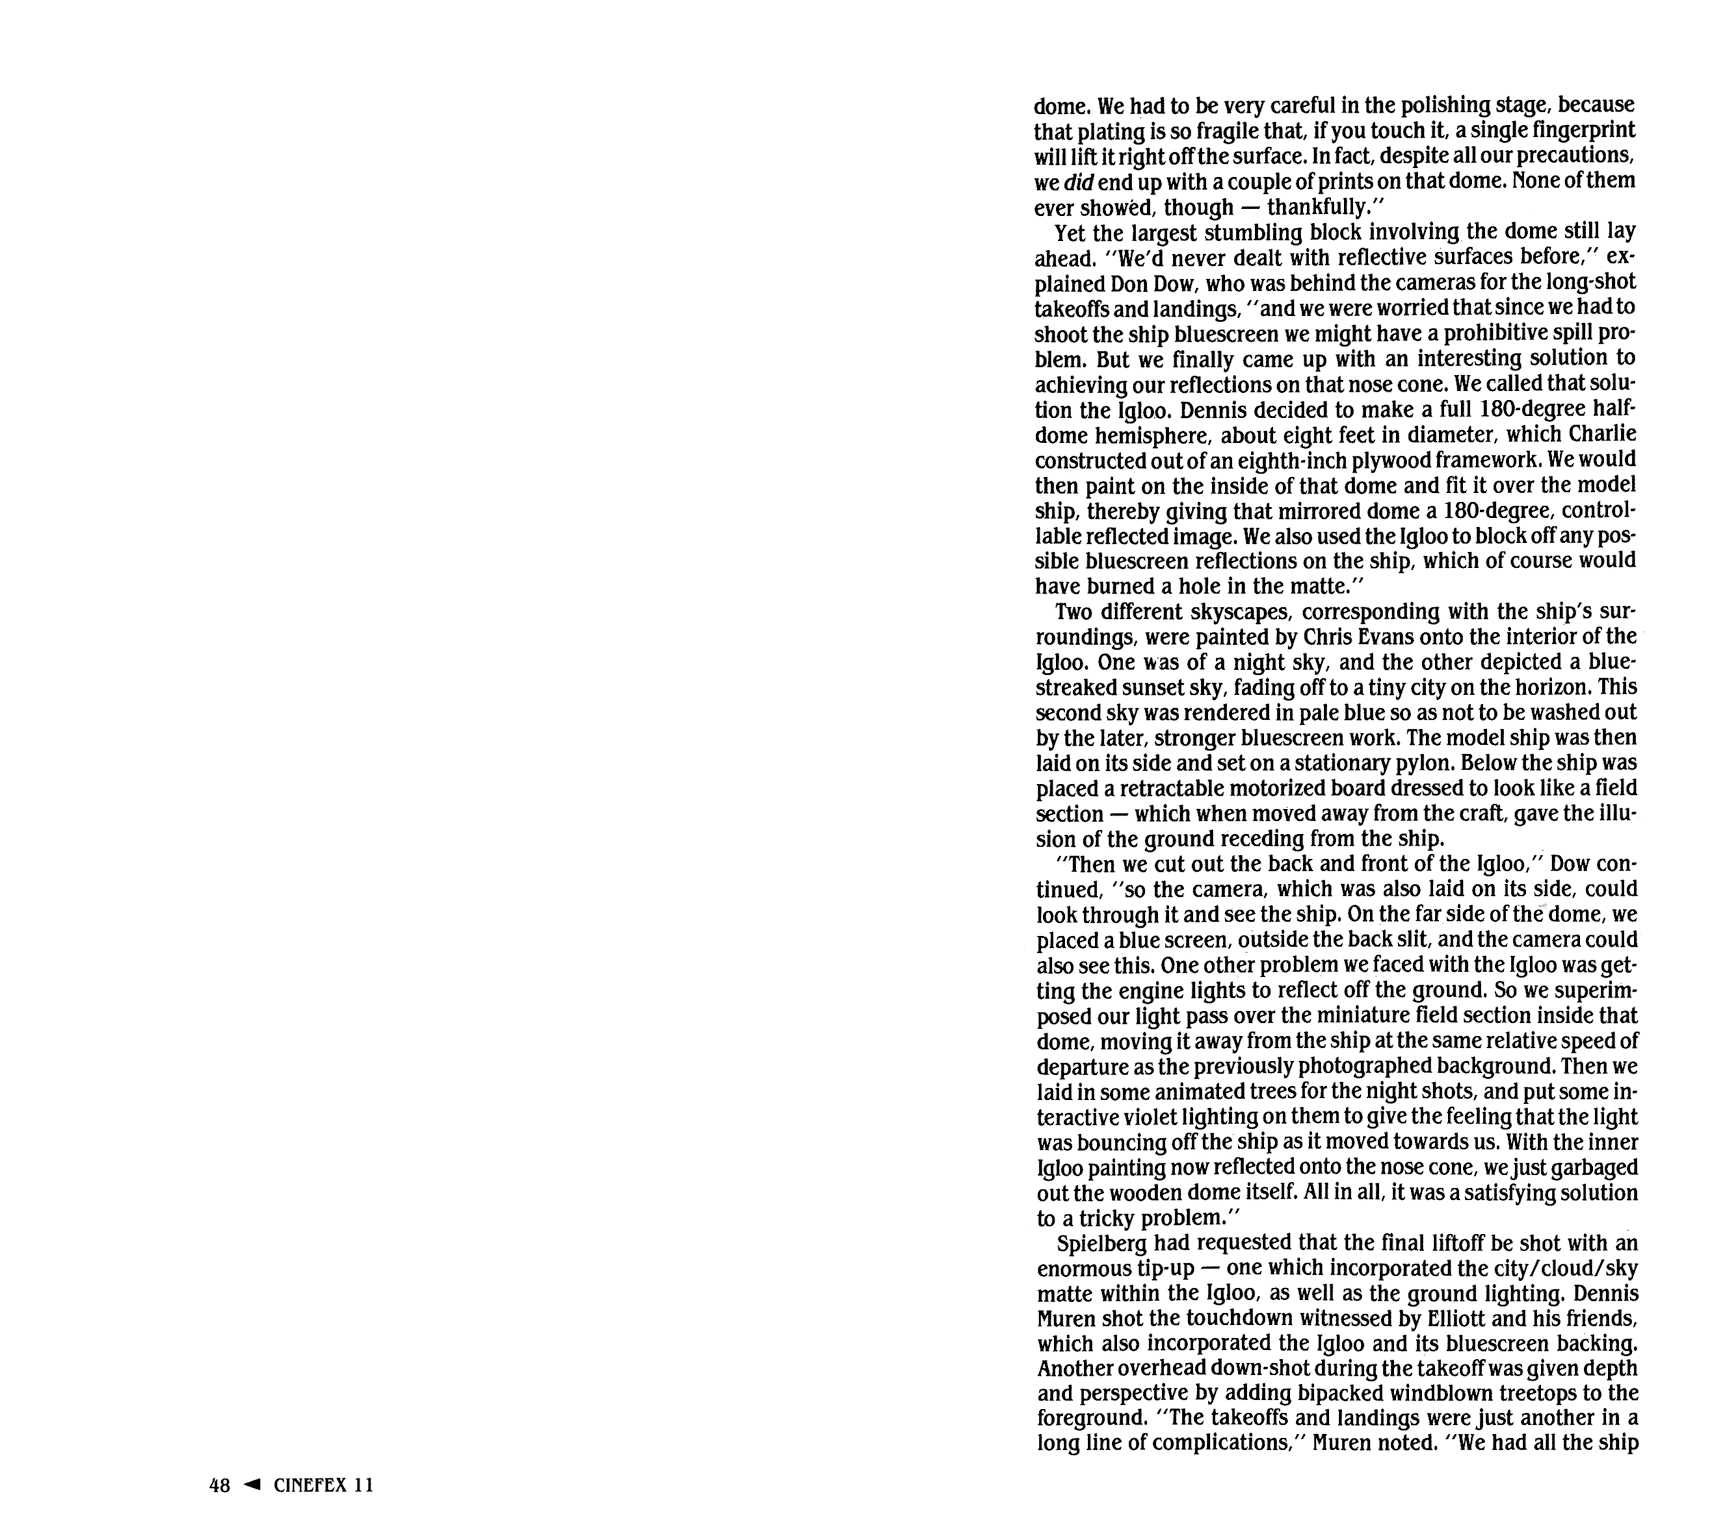 dome. We had to be very careful in the polishing stage, because
that plating is so fragile that, if you touch it, a single fingerprint
will lift it right off the surface. In fact, despite all our precautions,
we did end up with a couple of prints on that dome. None of them
ever showed, though — thankfully.”
Yet the largest stumbling block involving the dome still lay
ahead. “We’d never dealt with reflective surfaces before,” ex-
plained Don Dow, who was behind the cameras for the long-shot
takeoffs and landings, “and we were worried that since we had to
shoot the ship bluescreen we might have a prohibitive spill pro-
blem. But we finally came up with an interesting solution to
achieving our reflections on that nose cone. We called that solu-
tion the Igloo. Dennis decided to make a full 180-degree half-
dome hemisphere, about eight feet in diameter, which Charlie
constructed out of an eighth-inch plywood framework. We would
then paint on the inside of that dome and fit it over the model
ship, thereby giving that mirrored dome a 180-degree, control-
lable reflected image. We also used the Igloo to block off any pos-
sible bluescreen reflections on the ship, which of course would
have burned a hole in the matte.”
Two different skyscapes, corresponding with the ship’s sur-
roundings, were painted by Chris Evans onto the interior of the
Igloo. One was of a night sky, and the other depicted a blue-
streaked sunset sky, fading off to a tiny city on the horizon. This
second sky was rendered in pale blue so as not to be washed out
by the later, stronger bluescreen work. The model ship was then
laid on its side and set on a stationary pylon. Below the ship was
placed a retractable motorized board dressed to look like a field
section — which when moved away from the craft, gave the illu-
sion of the ground receding from the ship.
“Then we cut out the back and front of the Igloo,” Dow con-
tinued, “so the camera, which was also laid on its side, could
look through it and see the ship. On the far side of the dome, we
placed a blue screen, outside the back slit, and the camera could
also see this. One other problem we faced with the Igloo was get-
ting the engine lights to reflect off the ground. So we superim-
posed our light pass over the miniature field section inside that
dome, moving it away from the ship at the same relative speed of
departure as the previously photographed background. Then we
laid in some animated trees for the night shots, and put some in-
teractive violet lighting on them to give the feeling that the light
was bouncing off the ship as it moved towards us. With the inner
Igloo painting now reflected onto the nose cone, we just garbaged
out the wooden dome itself. All in all, it was a satisfying solution
to a tricky problem.”
Spielberg had requested that the final liftoff be shot with an
enormous tip-up — one which incorporated the city/cloud/sky
matte within the Igloo, as well as the ground lighting. Dennis
Muren shot the touchdown witnessed by Elliott and his friends,
which also incorporated the Igloo and its bluescreen backing.
Another overhead down-shot during the takeoff was given depth
and perspective by adding bipacked windblown treetops to the
foreground. “The takeoffs and landings were just another in a
long line of complications,” Muren noted. “We had all the ship
48 ◄ CINEFEX 11